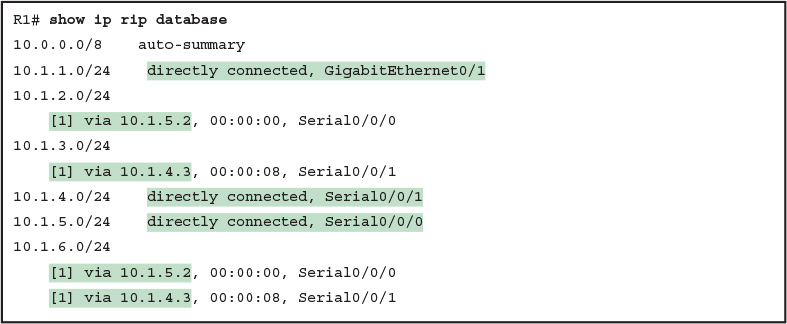 R1# show ip rip database
10.0.0.0/8    auto-summary
10.1.1.0/24    directly connected, GigabitEthernet0/1
10.1.2.0/24
    [1] via 10.1.5.2, 00:00:00, Serial0/0/0
10.1.3.0/24
    [1] via 10.1.4.3, 00:00:08, Serial0/0/1
10.1.4.0/24    directly connected, Serial0/0/1
10.1.5.0/24    directly connected, Serial0/0/0
10.1.6.0/24
    [1] via 10.1.5.2, 00:00:00, Serial0/0/0
    [1] via 10.1.4.3, 00:00:08, Serial0/0/1